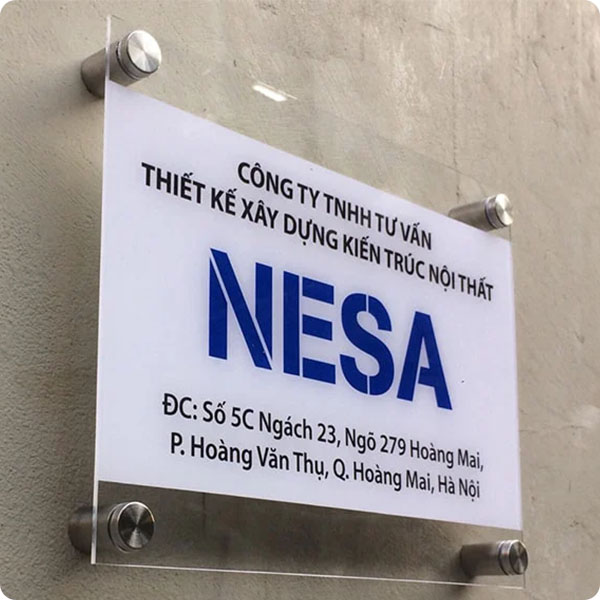 CÔNG TY TNHH TƯ VẤN
THIẾT KẾ XÂY DỰNG KIẾN TRÚC NỘI THẤT
NESA
ĐC: Số 5C Ngách 23, Ngõ 279 Hoàng Mai,
P. Hoàng Văn Thụ, Q. Hoàng Mai, Hà Nội